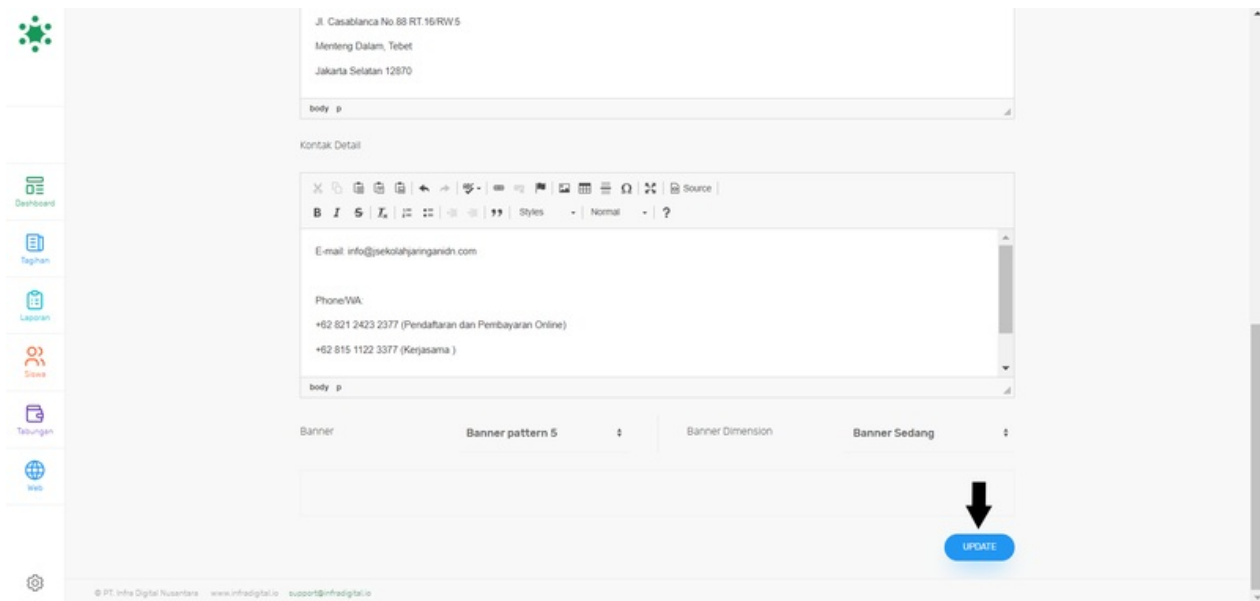 Jl. Casablanca No.88 RT.16/RW5
Menteng Dalam, Tebet
Jakarta Selatan 12870
body p
Kontak Detail
Source
B I S Styles Normal ?
E-mail: info@jsekolahjaringanidn.com
Phone/WA:
+62 821 2423 2377 (Pendaftaran dan Pembayaran Online)
+62 815 1122 3377 (Kerjasama )
body p
Banner Banner pattern 5 Banner Dimension Banner Sedang
UPDATE
Dashboard
Tagihan
Laporan
Siswa
Tabungan
Web
© PT. Infra Digital Nusantara www.infradigital.io support@infradigital.io